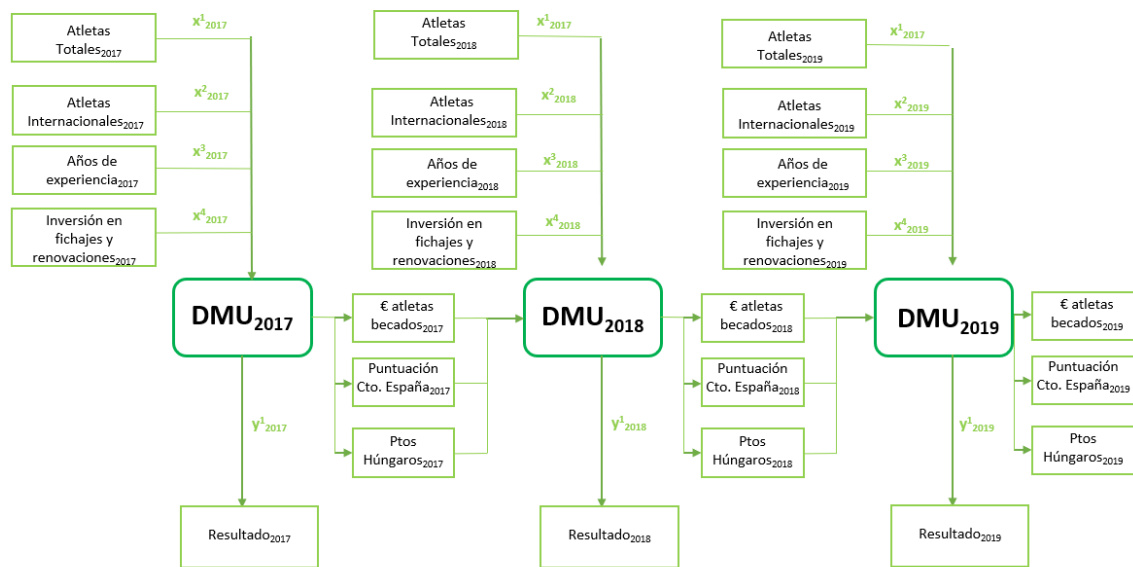 Atletas
Totales2017
x¹2017
Atletas
Internacionales2017
x²2017
Años de
experiencia2017
x³2017
Inversión en
fichajes y
renovaciones2017
x⁴2017
Atletas
Totales2018
x¹2017
Atletas
Internacionales2018
x²2018
Años de
experiencia2018
x³2018
Inversión en
fichajes y
renovaciones2018
x⁴2018
Atletas
Totales2019
x¹2017
Atletas
Internacionales2019
x²2019
Años de
experiencia2019
x³2019
Inversión en
fichajes y
renovaciones2019
x⁴2019
DMU2017
€ atletas
becados2017
Puntuación
Cto. España2017
Ptos
Húngaros2017
y¹2017
Resultado2017
DMU2018
€ atletas
becados2018
Puntuación
Cto. España2018
Ptos
Húngaros2018
y¹2018
Resultado2018
DMU2019
€ atletas
becados2019
Puntuación
Cto. España2019
Ptos
Húngaros2019
y¹2019
Resultado2019